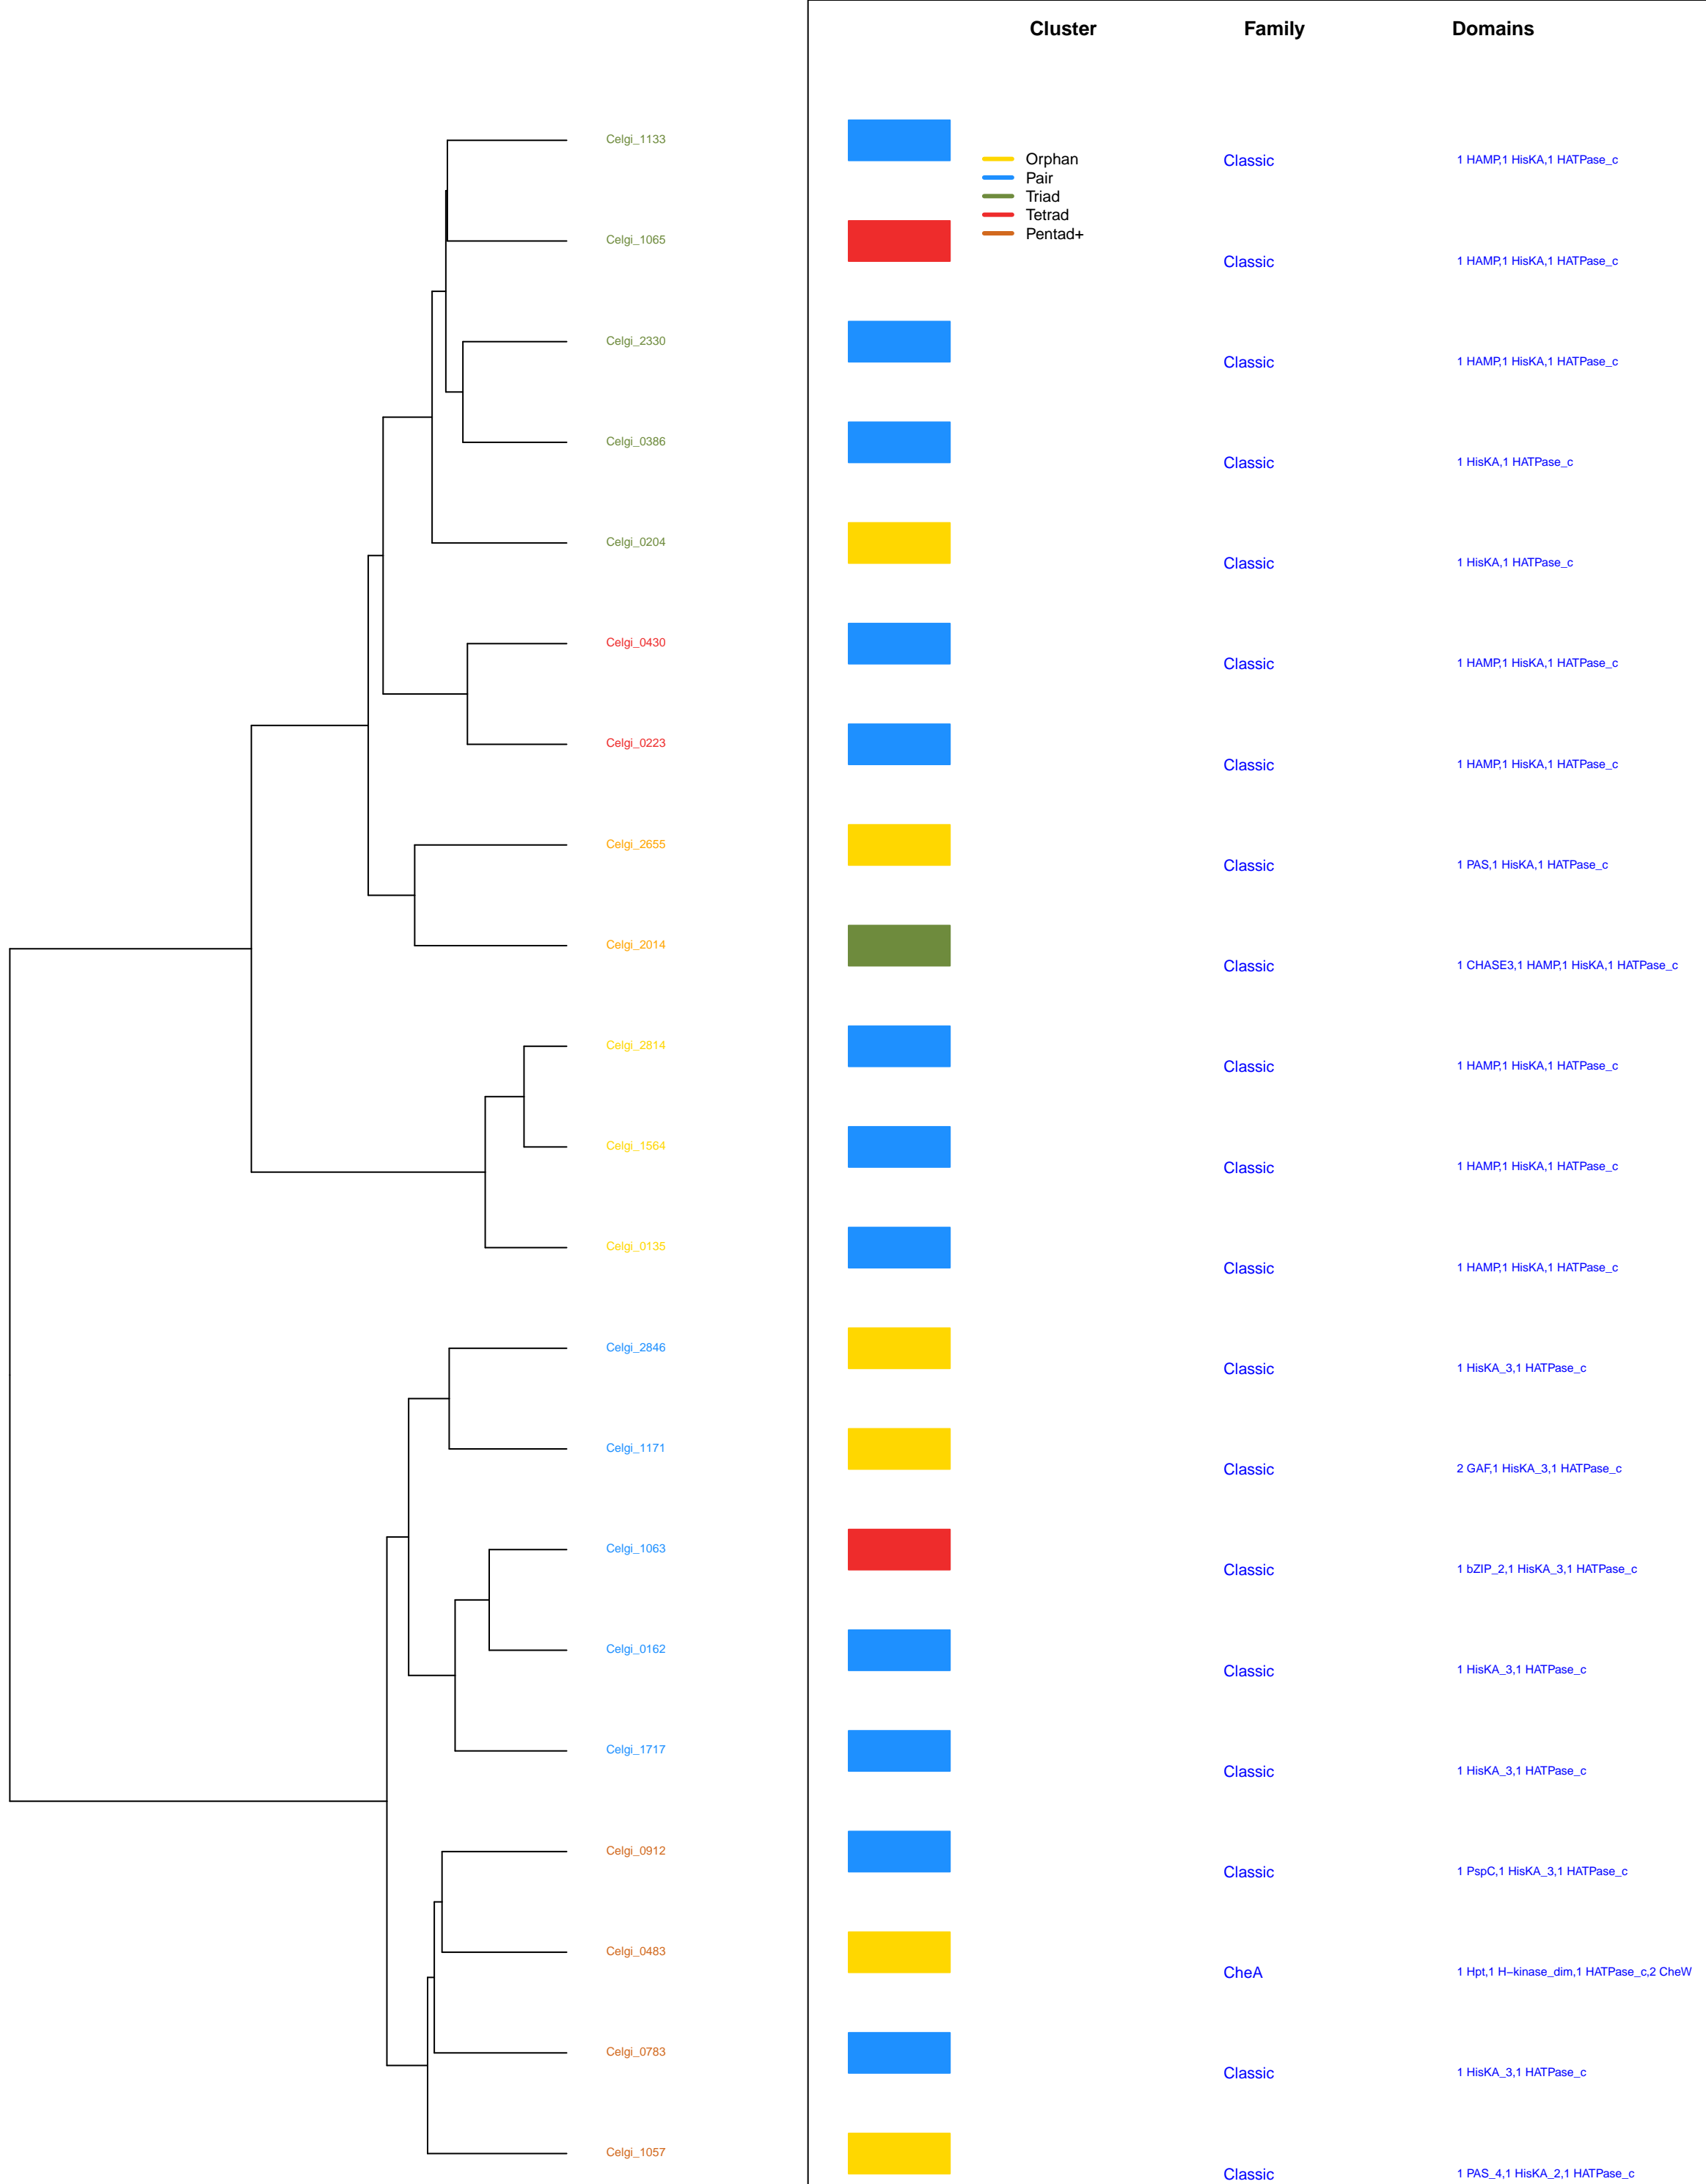 Cluster Family Domains
Celgi_1133 Classic 1 HAMP,1 HisKA,1 HATPase_c
Orphan
Pair
Triad
Tetrad
Pentad+
Celgi_1065 Classic 1 HAMP,1 HisKA,1 HATPase_c
Celgi_2330 Classic 1 HAMP,1 HisKA,1 HATPase_c
Celgi_0386 Classic 1 HisKA,1 HATPase_c
Celgi_0204 Classic 1 HisKA,1 HATPase_c
Celgi_0430 Classic 1 HAMP,1 HisKA,1 HATPase_c
Celgi_0223 Classic 1 HAMP,1 HisKA,1 HATPase_c
Celgi_2655 Classic 1 PAS,1 HisKA,1 HATPase_c
Celgi_2014 Classic 1 CHASE3,1 HAMP,1 HisKA,1 HATPase_c
Celgi_2814 Classic 1 HAMP,1 HisKA,1 HATPase_c
Celgi_1564 Classic 1 HAMP,1 HisKA,1 HATPase_c
Celgi_0135 Classic 1 HAMP,1 HisKA,1 HATPase_c
Celgi_2846 Classic 1 HisKA_3,1 HATPase_c
Celgi_1171 Classic 2 GAF,1 HisKA_3,1 HATPase_c
Celgi_1063 Classic 1 bZIP_2,1 HisKA_3,1 HATPase_c
Celgi_0162 Classic 1 HisKA_3,1 HATPase_c
Celgi_1717 Classic 1 HisKA_3,1 HATPase_c
Celgi_0912 Classic 1 PspC,1 HisKA_3,1 HATPase_c
Celgi_0483 CheA 1 Hpt,1 H−kinase_dim,1 HATPase_c,2 CheW
Celgi_0783 Classic 1 HisKA_3,1 HATPase_c
Celgi_1057 Classic 1 PAS_4,1 HisKA_2,1 HATPase_c